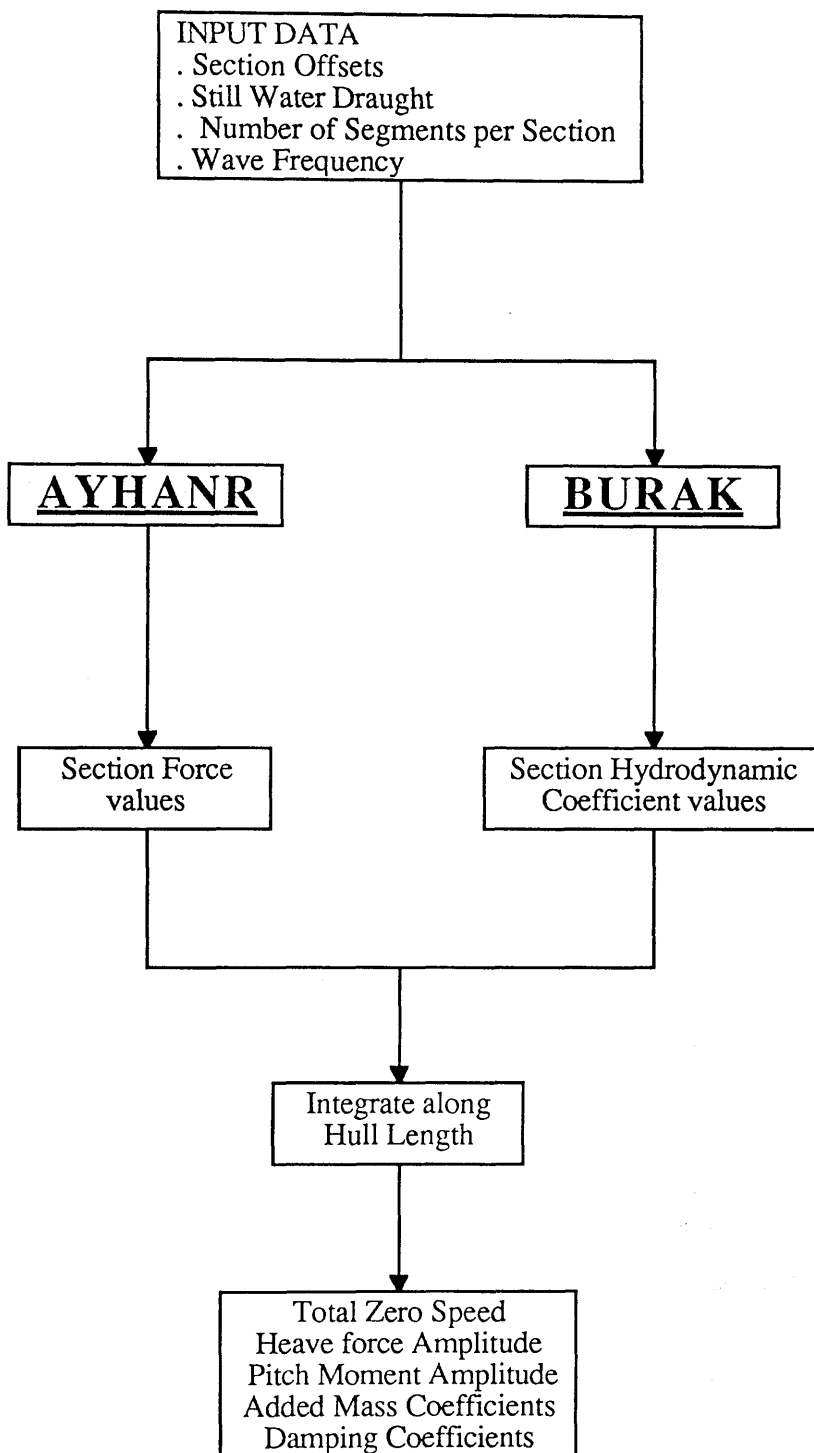 INPUT DATA
. Section Offsets
. Still Water Draught
. Number of Segments per Section
. Wave Frequency
AYHANR
BURAK
Section Force
values
Section Hydrodynamic
Coefficient values
Integrate along
Hull Length
Total Zero Speed
Heave force Amplitude
Pitch Moment Amplitude
Added Mass Coefficients
Damping Coefficients